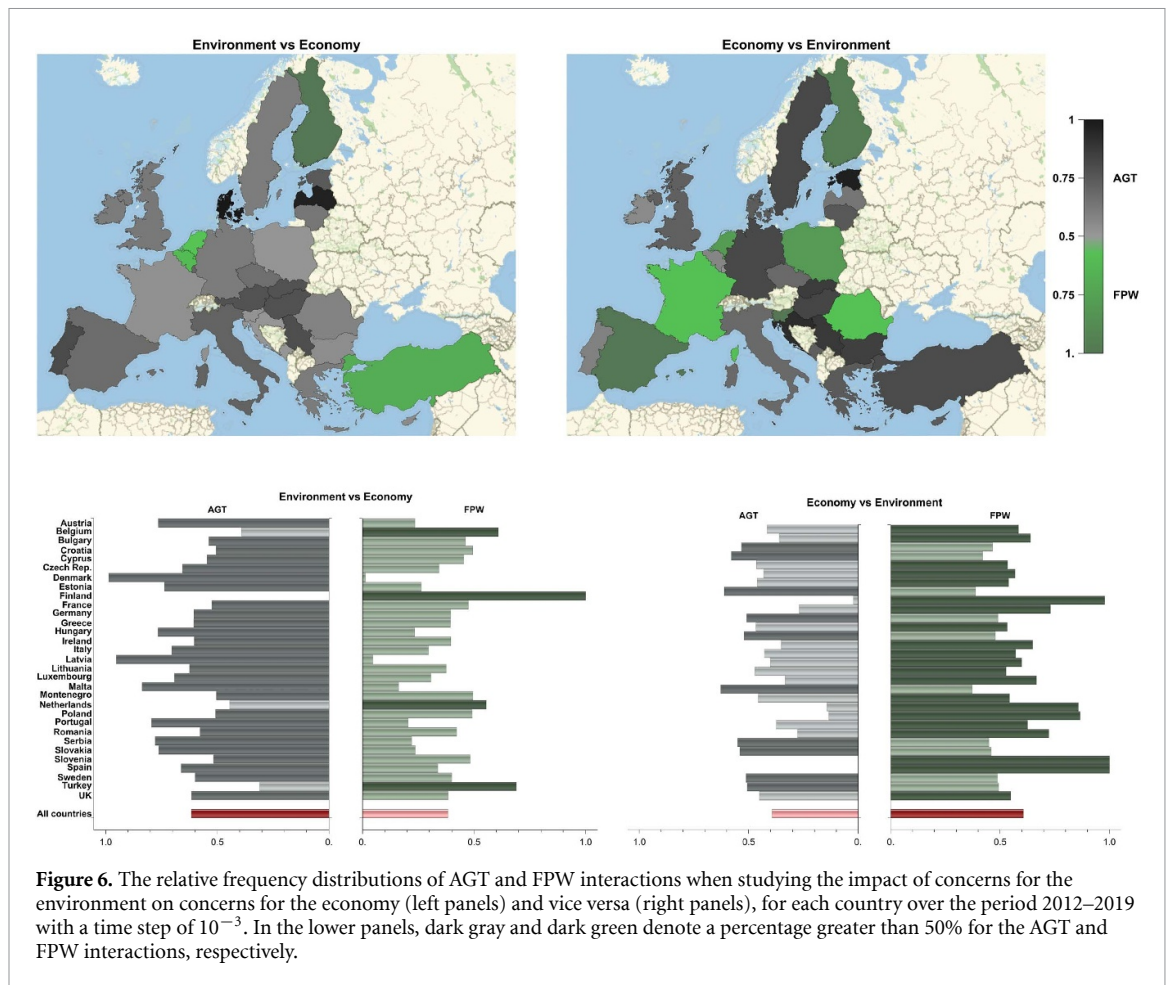 Environment vs Economy
Economy vs Environment
1
0.75
AGT
0.5
FPW
0.75
1.
Environment vs Economy
AGT
FPW
Austria
Belgium
Bulgary
Croatia
Cyprus
Czech Rep.
Denmark
Estonia
Finland
France
Germany
Greece
Hungary
Ireland
Italy
Latvia
Lithuania
Luxembourg
Malta
Montenegro
Netherlands
Poland
Portugal
Romania
Serbia
Slovakia
Slovenia
Spain
Sweden
Turkey
UK
All countries
1.0 0.5 0. 0.0 0.5 1.0
Economy vs Environment
AGT
FPW
1.0 0.5 0. 0.0 0.5 1.0
Figure 6. The relative frequency distributions of AGT and FPW interactions when studying the impact of concerns for the
environment on concerns for the economy (left panels) and vice versa (right panels), for each country over the period 2012–2019
with a time step of 10⁻³. In the lower panels, dark gray and dark green denote a percentage greater than 50% for the AGT and
FPW interactions, respectively.